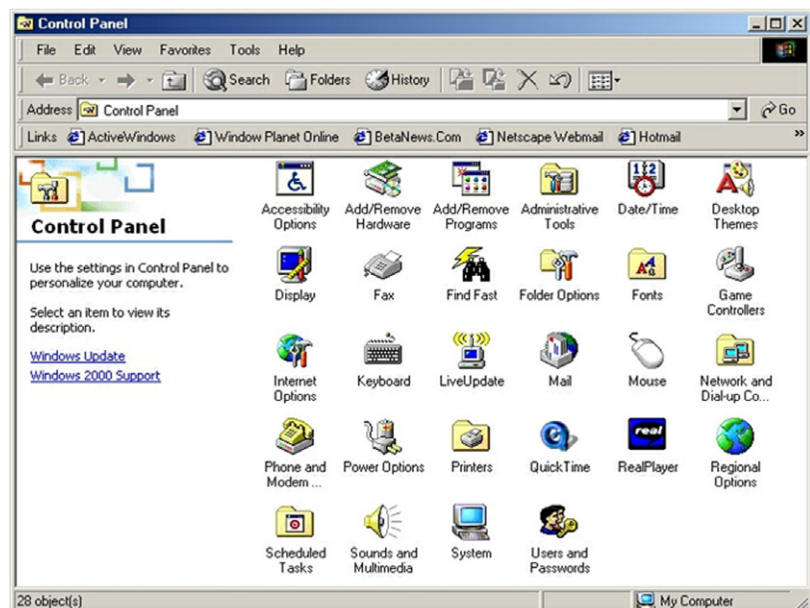 Control Panel
File Edit View Favorites Tools Help
Back Search Folders History
Address Control Panel Go
Links ActiveWindows Window Planet Online BetaNews.Com Netscape Webmail Hotmail »
Control Panel
Use the settings in Control Panel to
personalize your computer.
Select an item to view its
description.
Windows Update
Windows 2000 Support
Accessibility
Options
Add/Remove
Hardware
Add/Remove
Programs
Administrative
Tools
Date/Time
Desktop
Themes
Display
Fax
Find Fast
Folder Options
Fonts
Game
Controllers
Internet
Options
Keyboard
LiveUpdate
Mail
Mouse
Network and
Dial-up Co...
Phone and
Modem ...
Power Options
Printers
QuickTime
real
RealPlayer
Regional
Options
Scheduled
Tasks
Sounds and
Multimedia
System
Users and
Passwords
28 object(s) My Computer